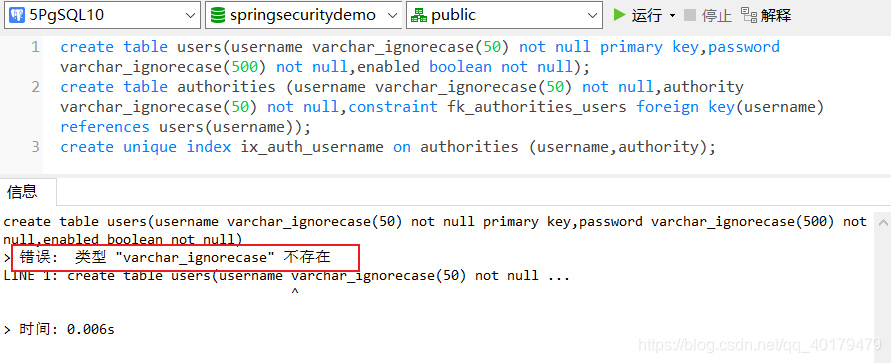 5PgSQL10 springsecuritydemo public 运行 停止 解释
1 create table users(username varchar_ignorecase(50) not null primary key,password
varchar_ignorecase(500) not null,enabled boolean not null);
2 create table authorities (username varchar_ignorecase(50) not null,authority
varchar_ignorecase(50) not null,constraint fk_authorities_users foreign key(username)
references users(username));
3 create unique index ix_auth_username on authorities (username,authority);
信息
create table users(username varchar_ignorecase(50) not null primary key,password varchar_ignorecase(500) not
null,enabled boolean not null)
> 错误: 类型 "varchar_ignorecase" 不存在
LINE 1: create table users(username varchar_ignorecase(50) not null ...
^
> 时间: 0.006s
https://blog.csdn.net/qq_40179479